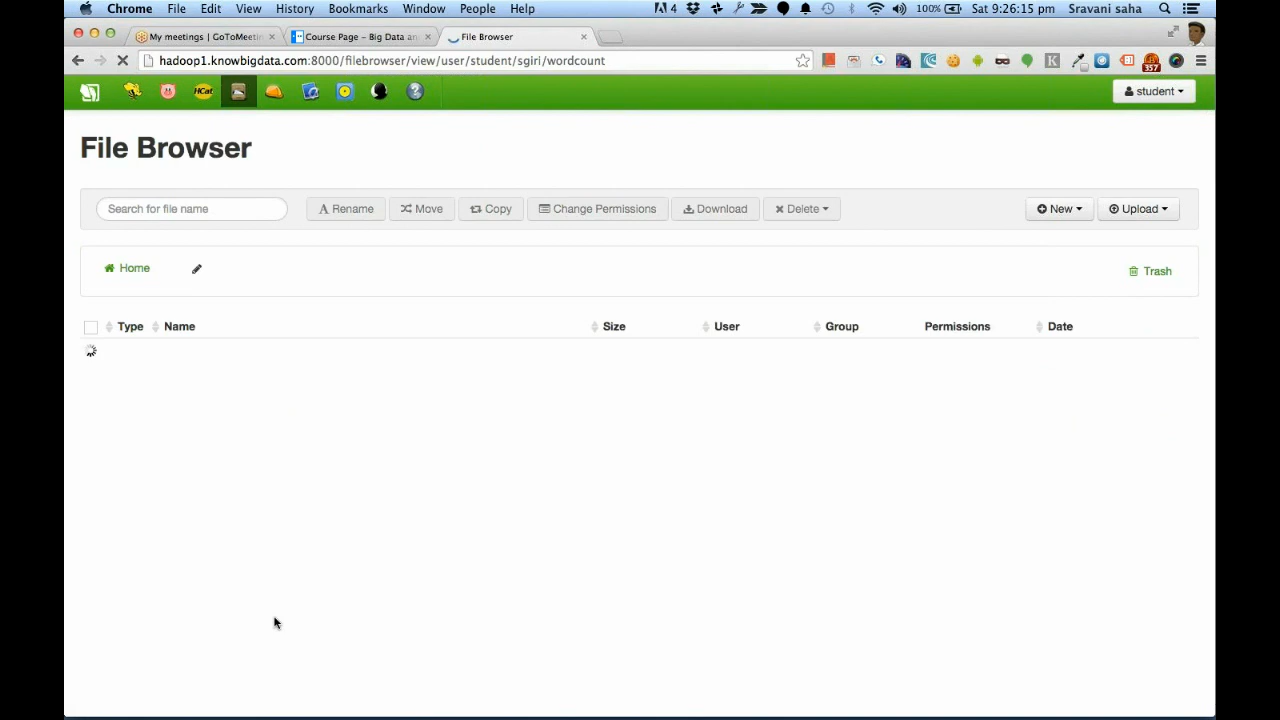 Chrome File Edit View History Bookmarks Window People Help 4 100% Sat 9:26:15 pm Sravani saha
My meetings | GoToMeetin Course Page – Big Data an File Browser
hadoop1.knowbigdata.com:8000/filebrowser/view/user/student/sgiri/wordcount K 357
HCat student
File Browser
Search for file name Rename Move Copy Change Permissions Download Delete New Upload
Home Trash
Type Name Size User Group Permissions Date